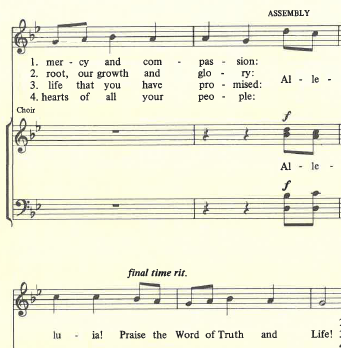 ASSEMBLY
1. mer - cy and com - pas - sion:
2. root, our growth and glo - ry:
3. life that you have pro - mised:
4. hearts of all your peo - ple:
Al - le -
Choir
f
Al - le -
f
final time rit.
lu - ia! Praise the Word of Truth and Life!